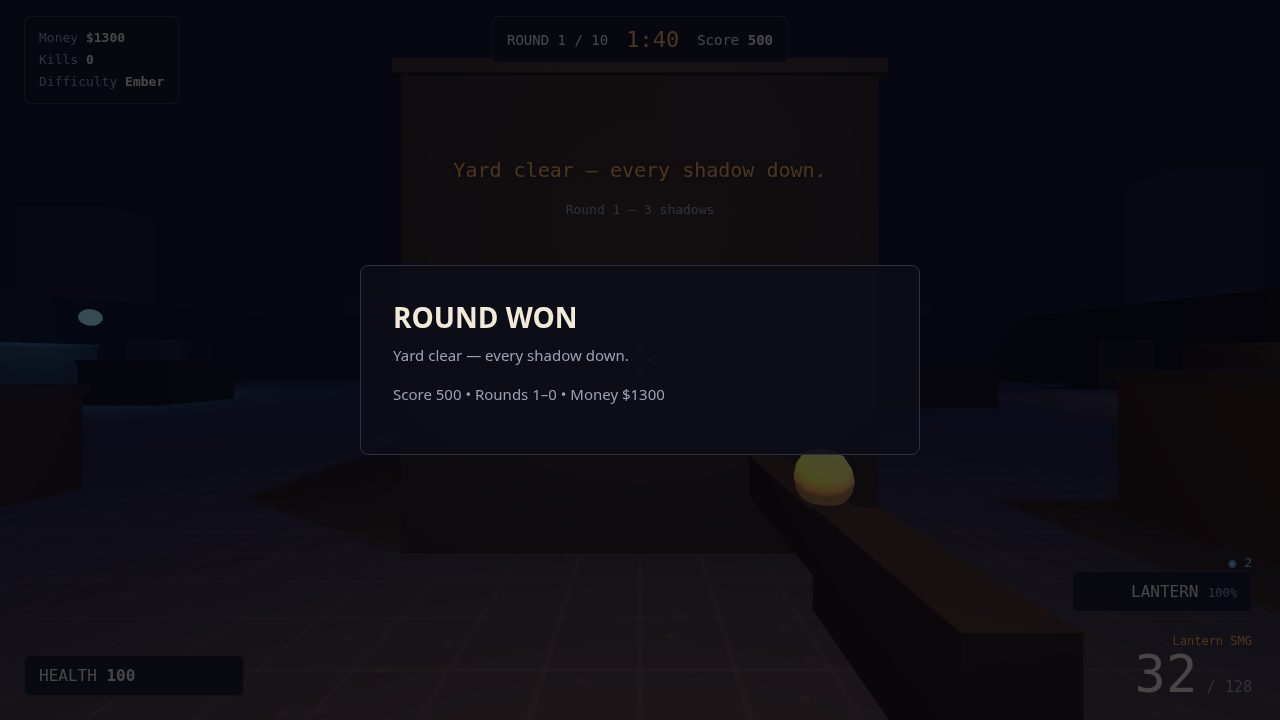 Money $1300
Kills 0
Difficulty Ember
ROUND 1 / 10 1:40 Score 500
Yard clear — every shadow down.
Round 1 — 3 shadows
ROUND WON
Yard clear — every shadow down.
Score 500 • Rounds 1–0 • Money $1300
◉ 2
LANTERN 100%
Lantern SMG
32 / 128
HEALTH 100